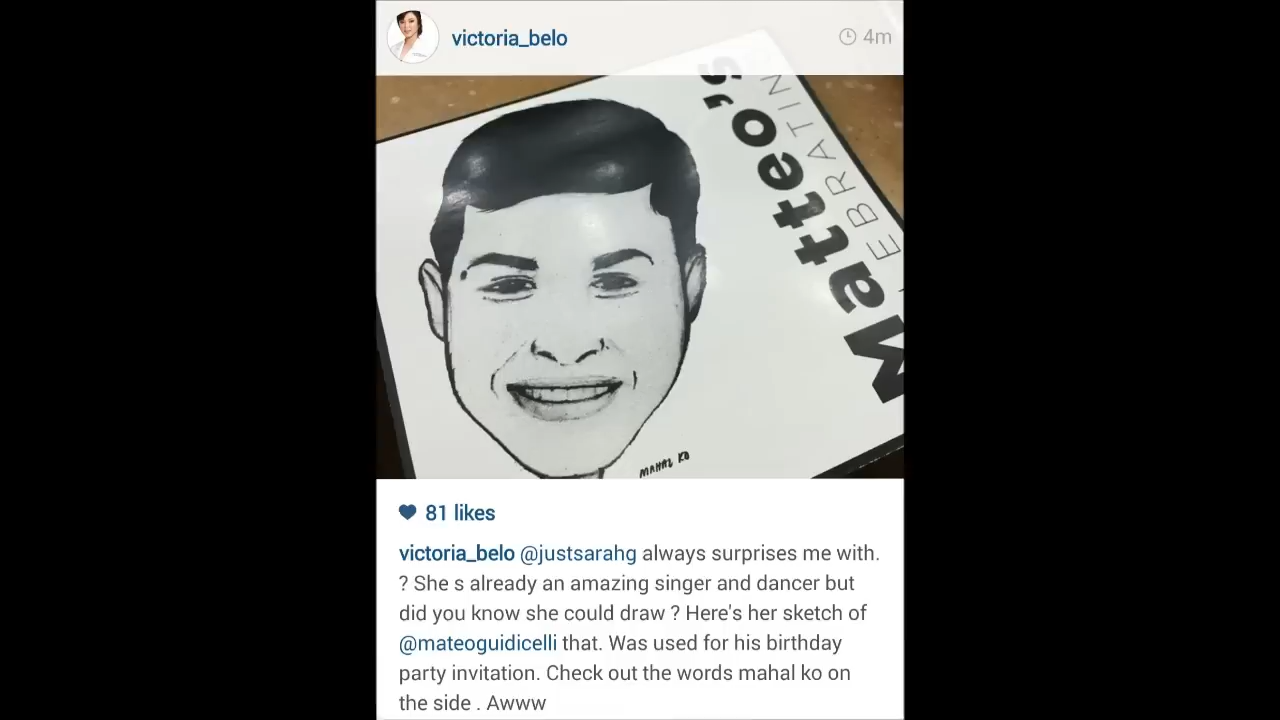 victoria_belo
4m
Matteo's
EBRATIN
MAHAL KO
81 likes
victoria_belo @justsarahg always surprises me with.
? She s already an amazing singer and dancer but
did you know she could draw ? Here's her sketch of
@mateoguidicelli that. Was used for his birthday
party invitation. Check out the words mahal ko on
the side . Awww